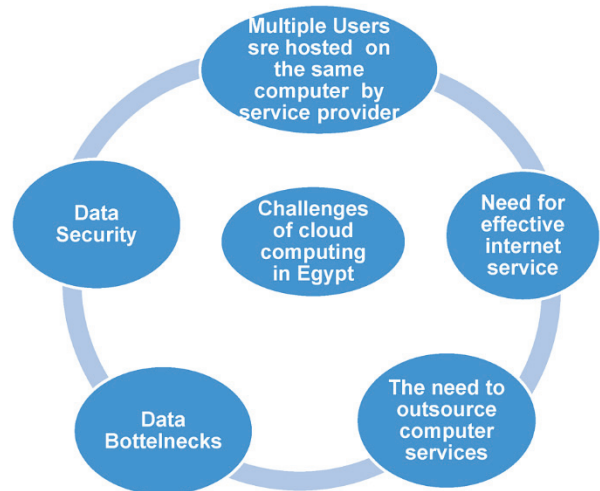 Multiple Users
sre hosted on
the same
computer by
service provider
Data
Security
Challenges
of cloud
computing
in Egypt
Need for
effective
internet
service
Data
Bottelnecks
The need to
outsource
computer
services